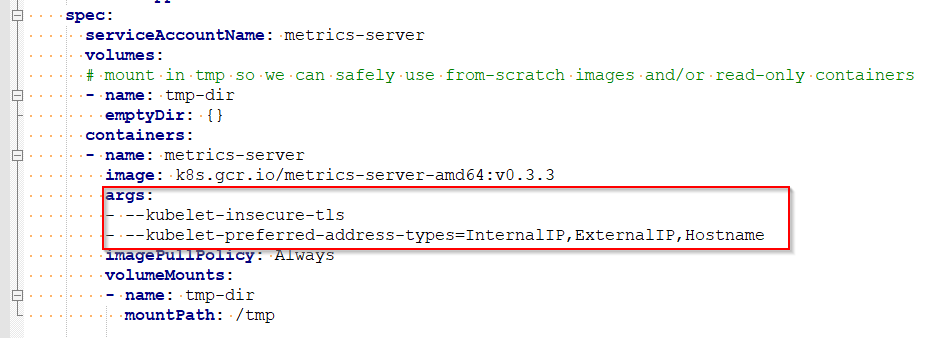 spec:
serviceAccountName: metrics-server
volumes:
# mount in tmp so we can safely use from-scratch images and/or read-only containers
- name: tmp-dir
emptyDir: {}
containers:
- name: metrics-server
image: k8s.gcr.io/metrics-server-amd64:v0.3.3
args:
- --kubelet-insecure-tls
- --kubelet-preferred-address-types=InternalIP,ExternalIP,Hostname
imagePullPolicy: Always
volumeMounts:
- name: tmp-dir
mountPath: /tmp